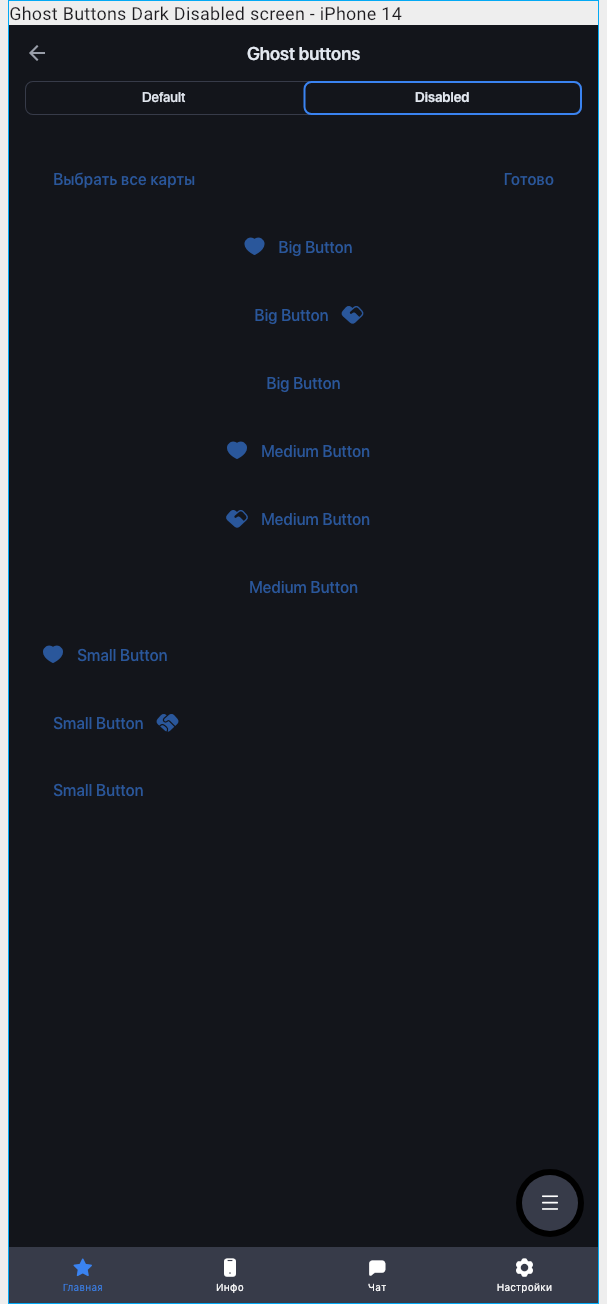 Ghost Buttons Dark Disabled screen - iPhone 14
Ghost buttons
Default Disabled
Выбрать все карты Готово
Big Button
Big Button
Big Button
Medium Button
Medium Button
Medium Button
Small Button
Small Button
Small Button
Главная Инфо Чат Настройки